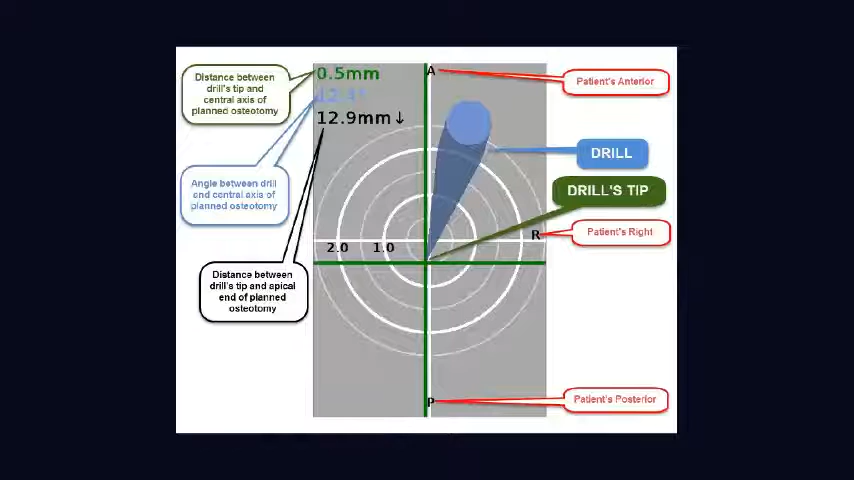 Distance between
drill's tip and
central axis of
planned osteotomy
0.5mm
12.4°
12.9mm↓
A
Patient's Anterior
DRILL
DRILL'S TIP
Angle between drill
end central axis of
planned osteotomy
R
Patient's Right
2.0 1.0
Distance between
drill's tip and apical
end of planned
osteotomy
P
Patient's Posterior